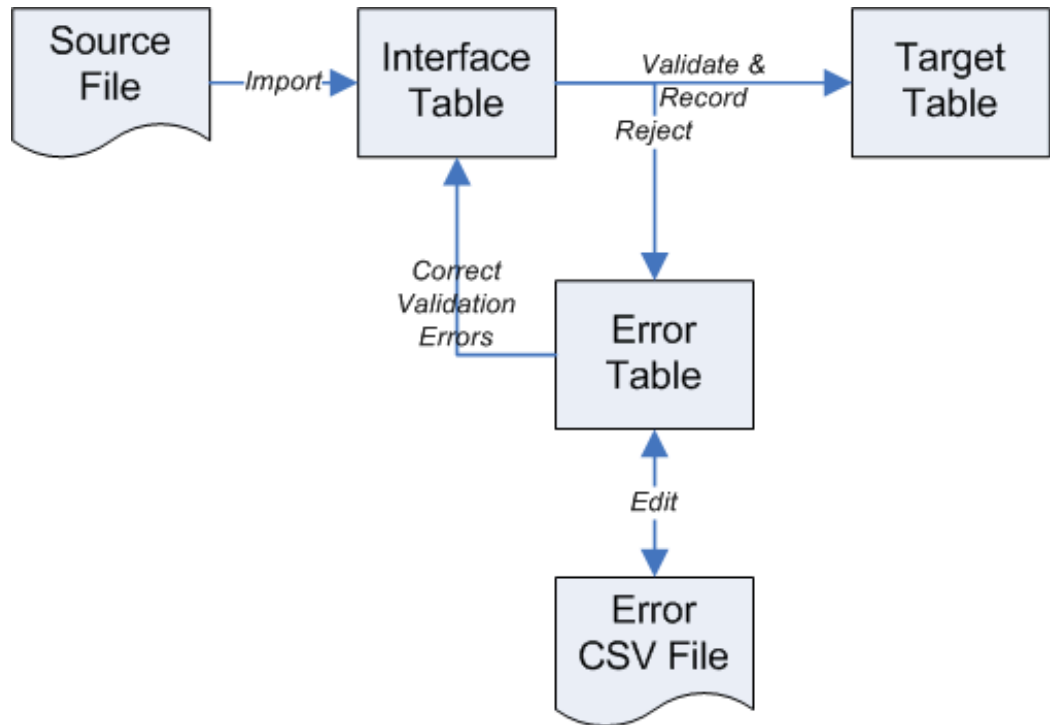 Source
File
Import
Interface
Table
Validate &
Record
Reject
Target
Table
Correct
Validation
Errors
Error
Table
Edit
Error
CSV File